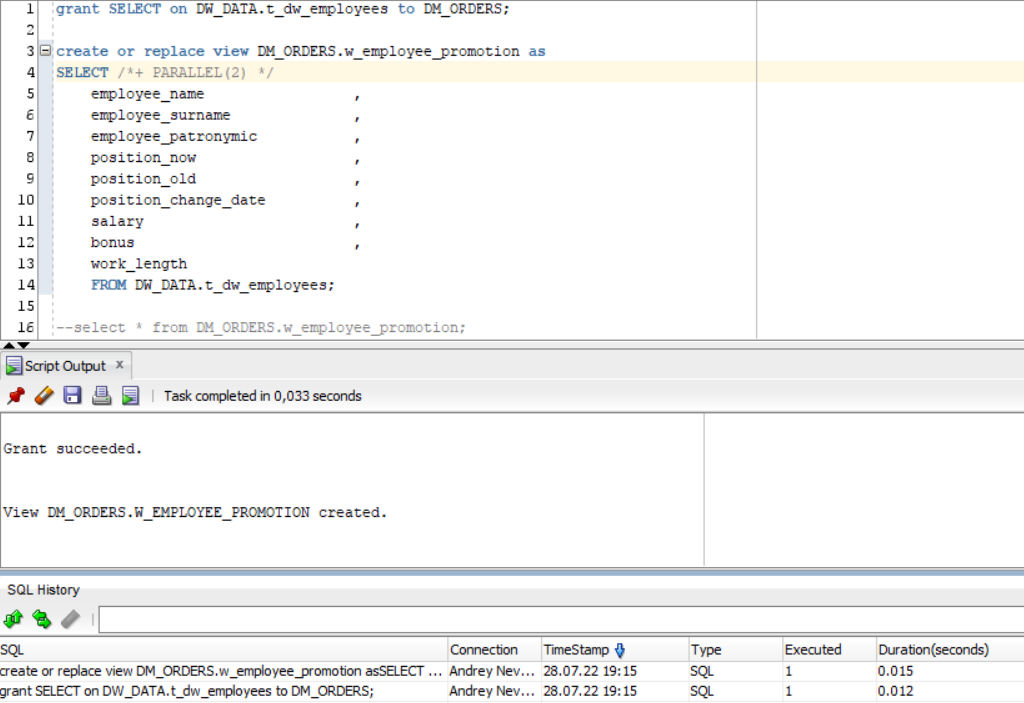 1 grant SELECT on DW_DATA.t_dw_employees to DM_ORDERS;
2
3 create or replace view DM_ORDERS.w_employee_promotion as
4 SELECT /*+ PARALLEL(2) */
5 employee_name ,
6 employee_surname ,
7 employee_patronymic ,
8 position_now ,
9 position_old ,
10 position_change_date ,
11 salary ,
12 bonus ,
13 work_length
14 FROM DW_DATA.t_dw_employees;
15
16 --select * from DM_ORDERS.w_employee_promotion;
Script Output x
Task completed in 0,033 seconds
Grant succeeded.
View DM_ORDERS.W_EMPLOYEE_PROMOTION created.
SQL History
SQL Connection TimeStamp Type Executed Duration(seconds)
create or replace view DM_ORDERS.w_employee_promotion asSELECT ... Andrey Nev... 28.07.22 19:15 SQL 1 0.015
grant SELECT on DW_DATA.t_dw_employees to DM_ORDERS; Andrey Nev... 28.07.22 19:15 SQL 1 0.012